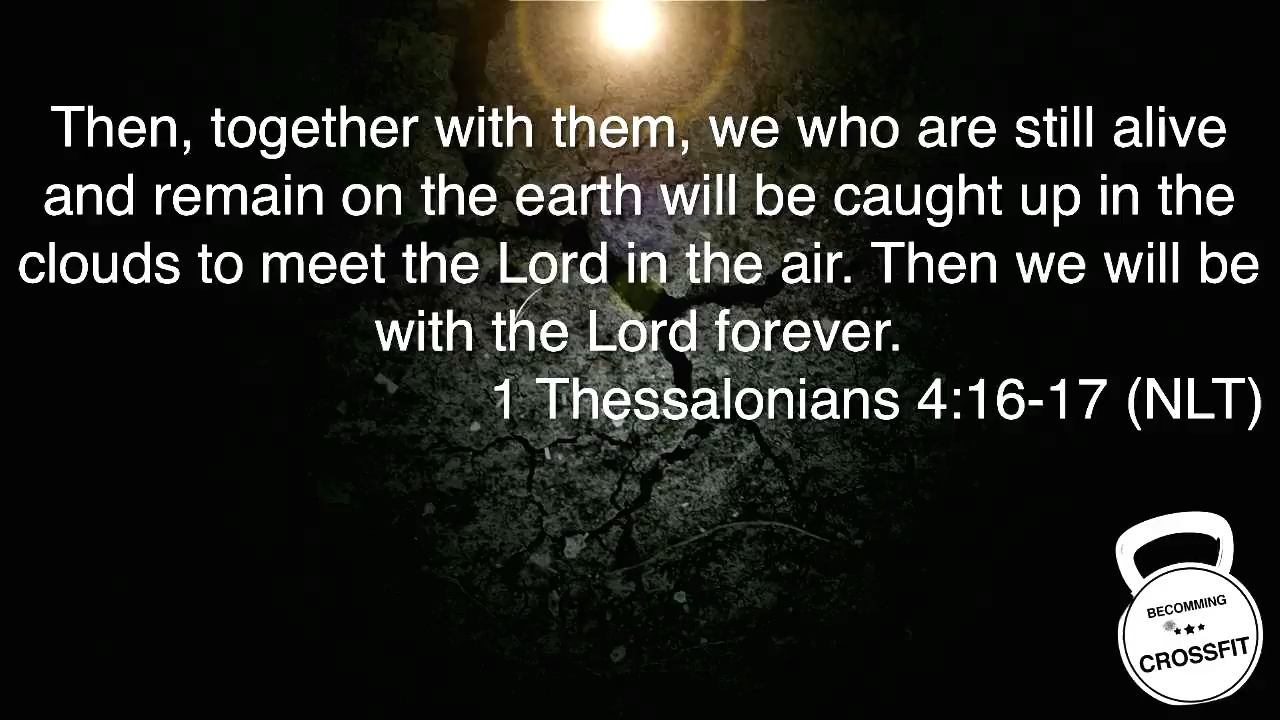 Then, together with them, we who are still alive
and remain on the earth will be caught up in the
clouds to meet the Lord in the air. Then we will be
with the Lord forever.
1 Thessalonians 4:16-17 (NLT)
BECOMMING
CROSSFIT